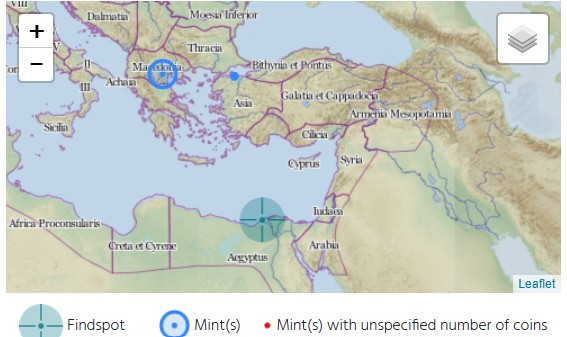 VIII
Dalmatia
Moesia Inferior
+
Thracia
−
II
Macedonia
Bithynia et Pontus
III
Achaia
Asia
Galatia et Cappadocia
Armenia Mesopotamia
Sicilia
Cilicia
Cyprus
Syria
Africa Proconsularis
Iudaea
Creta et Cyrene
Arabia
Aegyptus
Leaflet
Findspot
Mint(s)
Mint(s) with unspecified number of coins